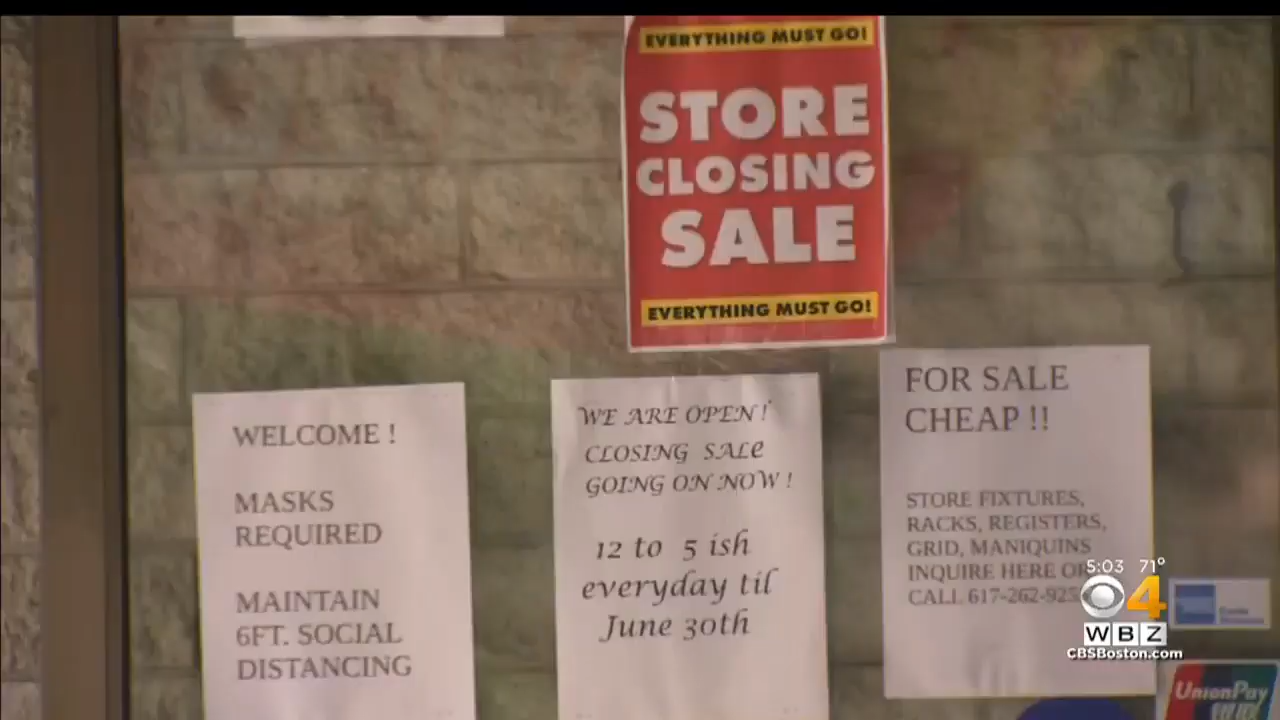 EVERYTHING MUST GO!
STORE
CLOSING
SALE
EVERYTHING MUST GO!
WELCOME !
MASKS
REQUIRED
MAINTAIN
6FT. SOCIAL
DISTANCING
WE ARE OPEN!
CLOSING SALe
GOING ON NOW!
12 to 5 ish
everyday til
June 30th
FOR SALE
CHEAP !!
STORE FIXTURES,
RACKS, REGISTERS,
GRID, MANIQUINS
INQUIRE HERE
CALL 617-262-925
5:03 71°
4
WBZ
CBSBoston.com
UnionPay